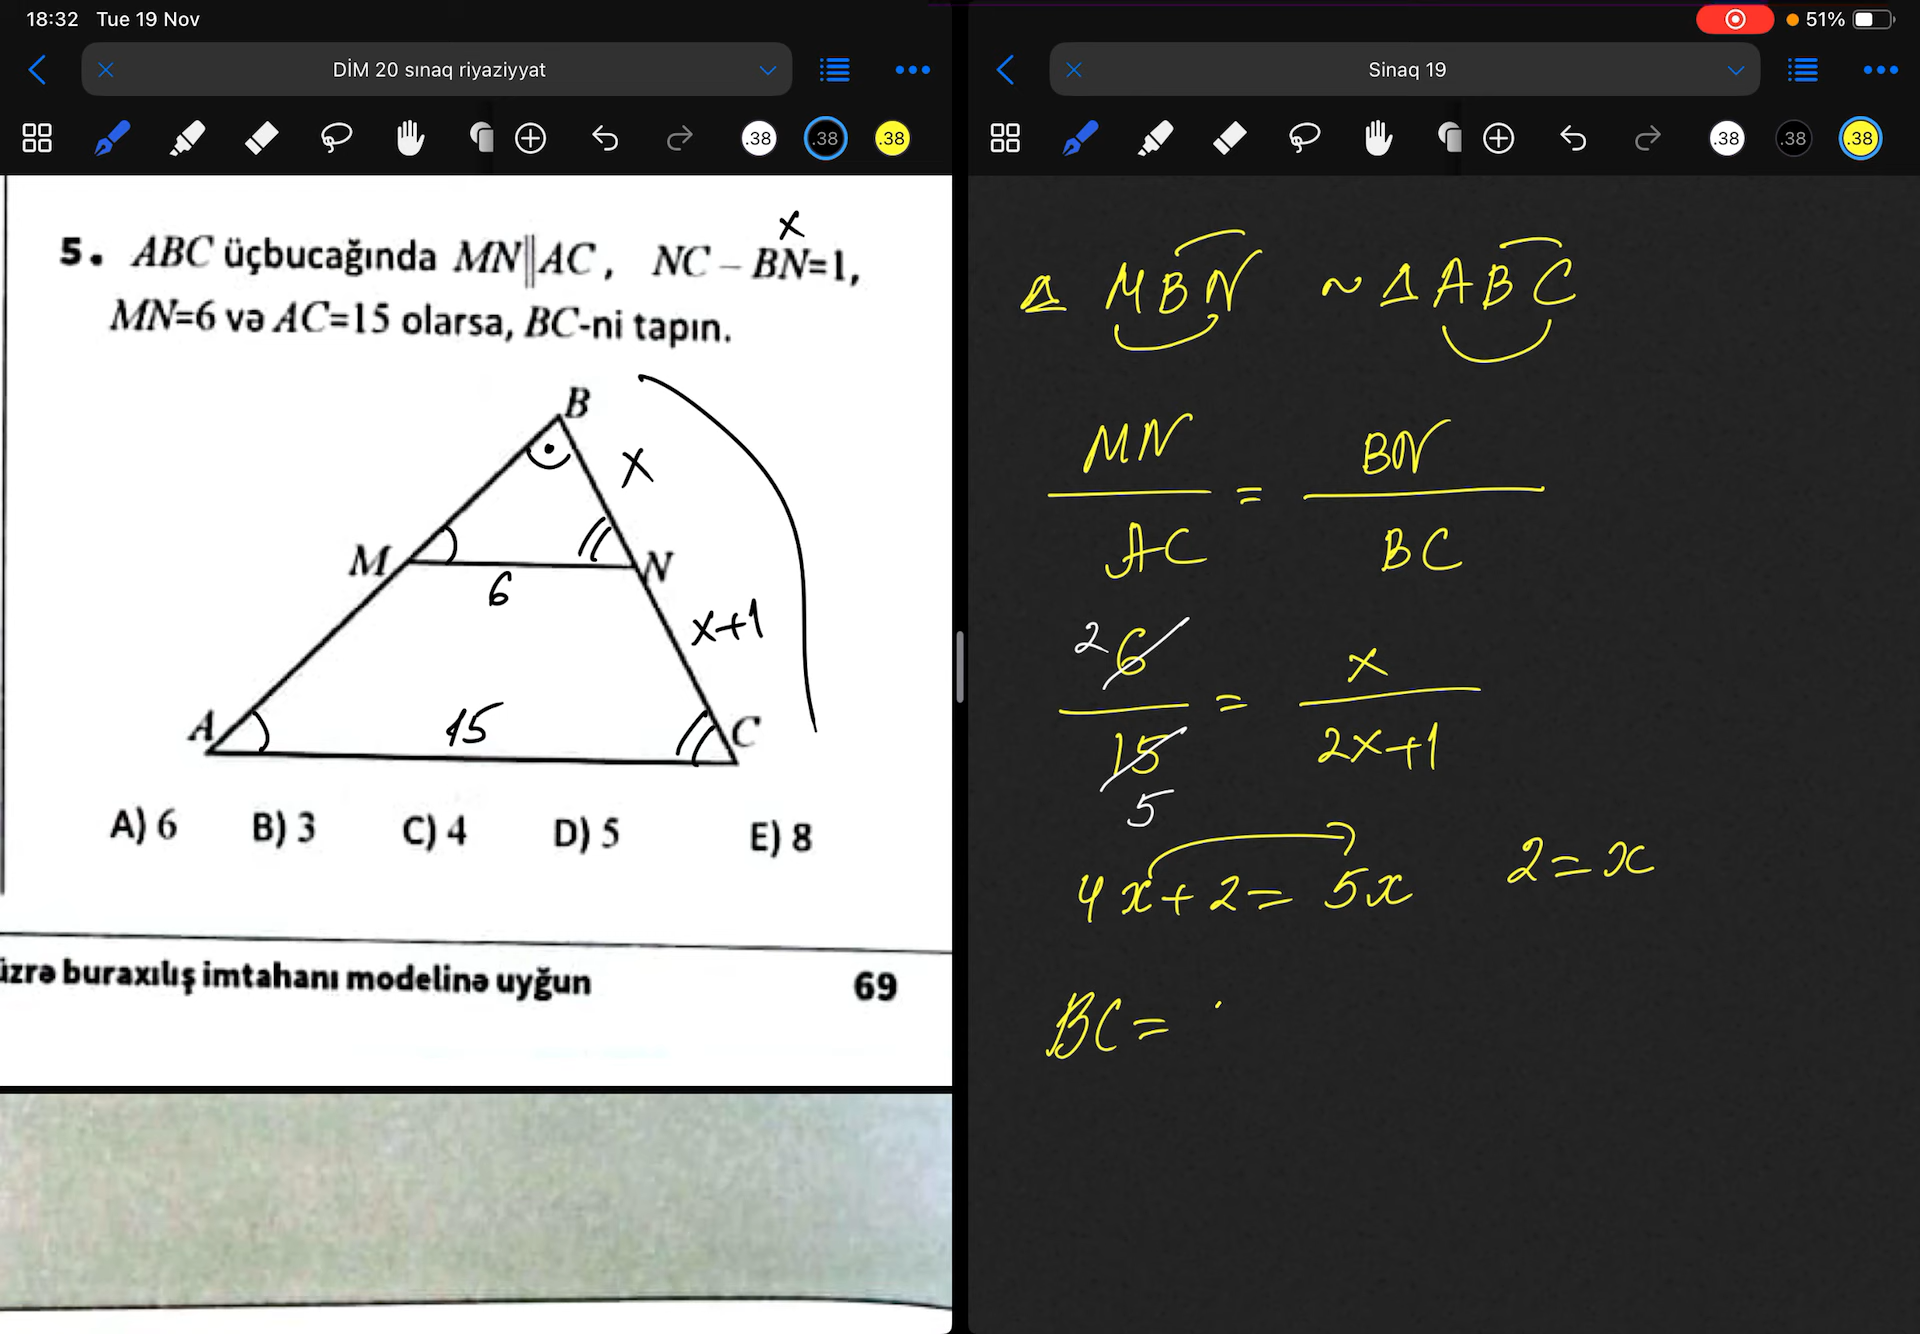 18:32 Tue 19 Nov
51%
DİM 20 sınaq riyaziyyat
Sinaq 19
.38 .38 .38
.38 .38 .38
x
5. ABC üçbucağında MN||AC, NC – BN=1,
MN=6 və AC=15 olarsa, BC-ni tapın.
B
x
M
N
6
x+1
A
15
C
A) 6 B) 3 C) 4 D) 5 E) 8
üzrə buraxılış imtahanı modelinə uyğun 69
Δ MBN ~ Δ ABC
MN BN
= 
AC BC
2 6 x
=
15 2x+1
5
4x+2= 5x 2=x
BC=